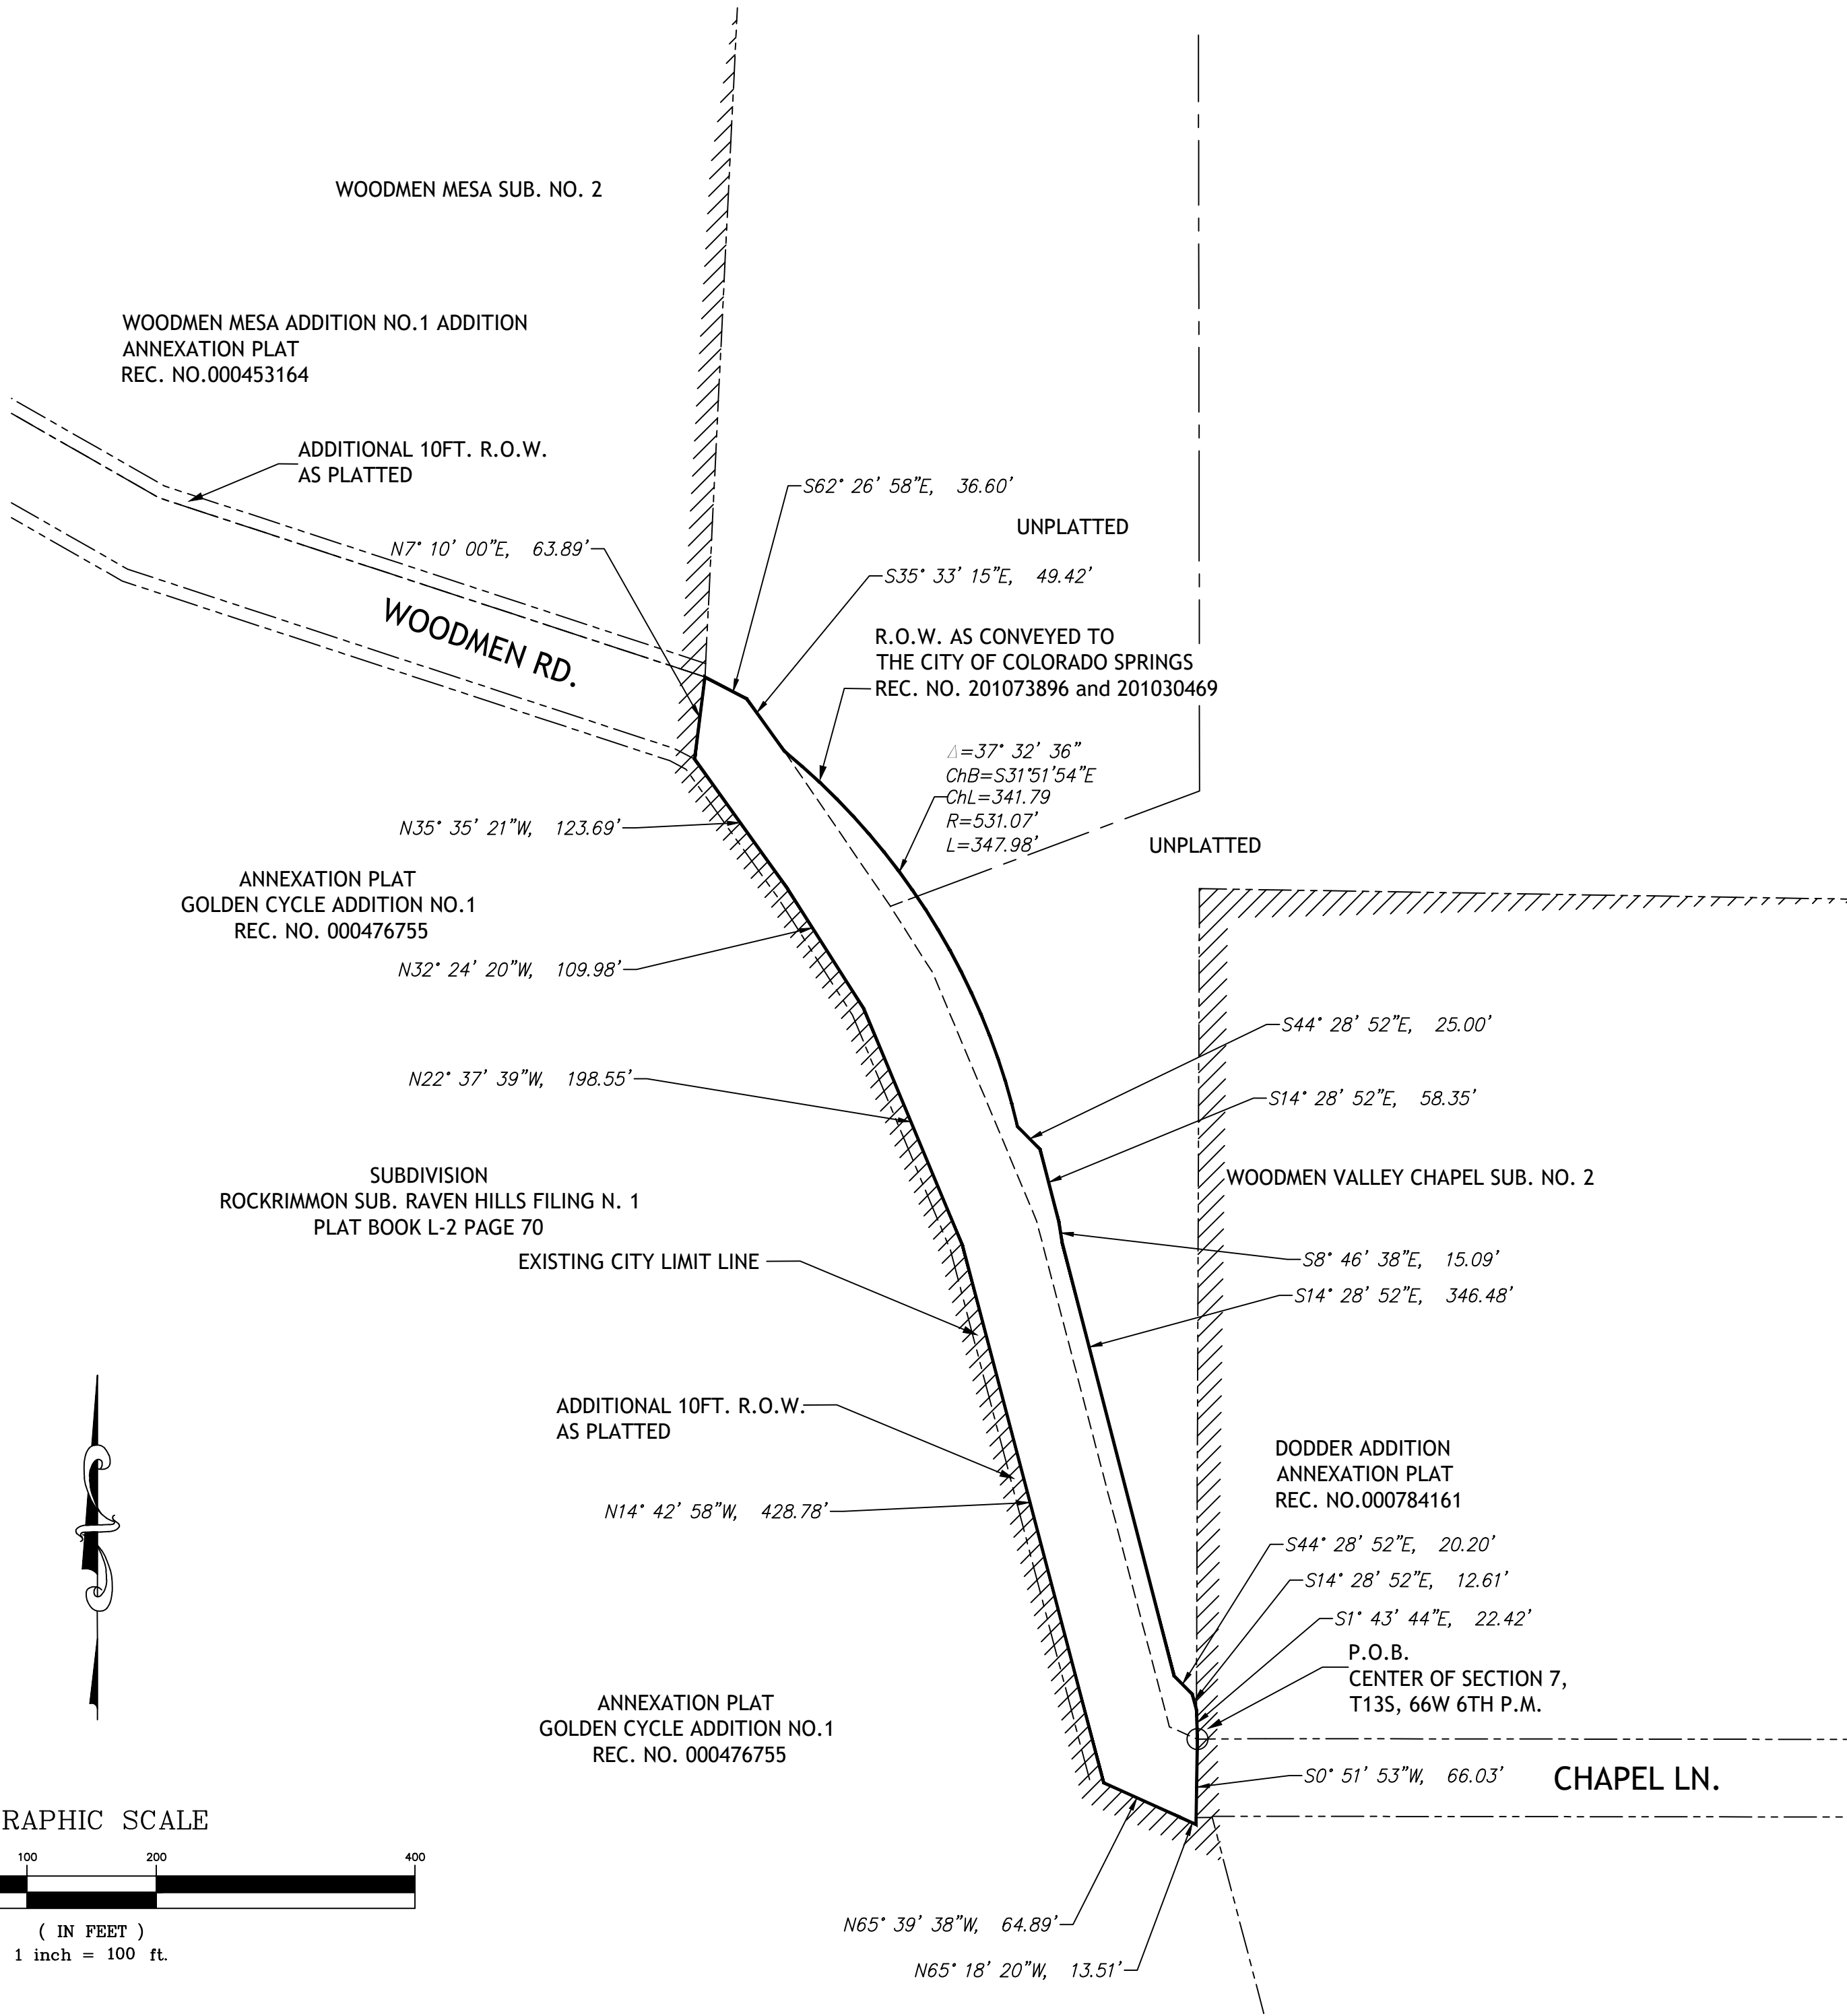 WOODMEN MESA SUB. NO. 2
WOODMEN MESA ADDITION NO.1 ADDITION
ANNEXATION PLAT
REC. NO.000453164
ADDITIONAL 10FT. R.O.W.
AS PLATTED
S62° 26' 58"E, 36.60'
UNPLATTED
N7° 10' 00"E, 63.89'
S35° 33' 15"E, 49.42'
WOODMEN RD.
R.O.W. AS CONVEYED TO
THE CITY OF COLORADO SPRINGS
REC. NO. 201073896 and 201030469
Δ=37° 32' 36"
ChB=S31°51'54"E
ChL=341.79
R=531.07'
L=347.98'
N35° 35' 21"W, 123.69'
UNPLATTED
ANNEXATION PLAT
GOLDEN CYCLE ADDITION NO.1
REC. NO. 000476755
N32° 24' 20"W, 109.98'
S44° 28' 52"E, 25.00'
N22° 37' 39"W, 198.55'
S14° 28' 52"E, 58.35'
SUBDIVISION
ROCKRIMMON SUB. RAVEN HILLS FILING N. 1
PLAT BOOK L-2 PAGE 70
WOODMEN VALLEY CHAPEL SUB. NO. 2
EXISTING CITY LIMIT LINE
S8° 46' 38"E, 15.09'
S14° 28' 52"E, 346.48'
ADDITIONAL 10FT. R.O.W.
AS PLATTED
DODDER ADDITION
ANNEXATION PLAT
REC. NO.000784161
N14° 42' 58"W, 428.78'
S44° 28' 52"E, 20.20'
S14° 28' 52"E, 12.61'
S1° 43' 44"E, 22.42'
P.O.B.
CENTER OF SECTION 7,
T13S, 66W 6TH P.M.
ANNEXATION PLAT
GOLDEN CYCLE ADDITION NO.1
REC. NO. 000476755
S0° 51' 53"W, 66.03'
CHAPEL LN.
RAPHIC SCALE
100 200 400
( IN FEET )
1 inch = 100 ft.
N65° 39' 38"W, 64.89'
N65° 18' 20"W, 13.51'